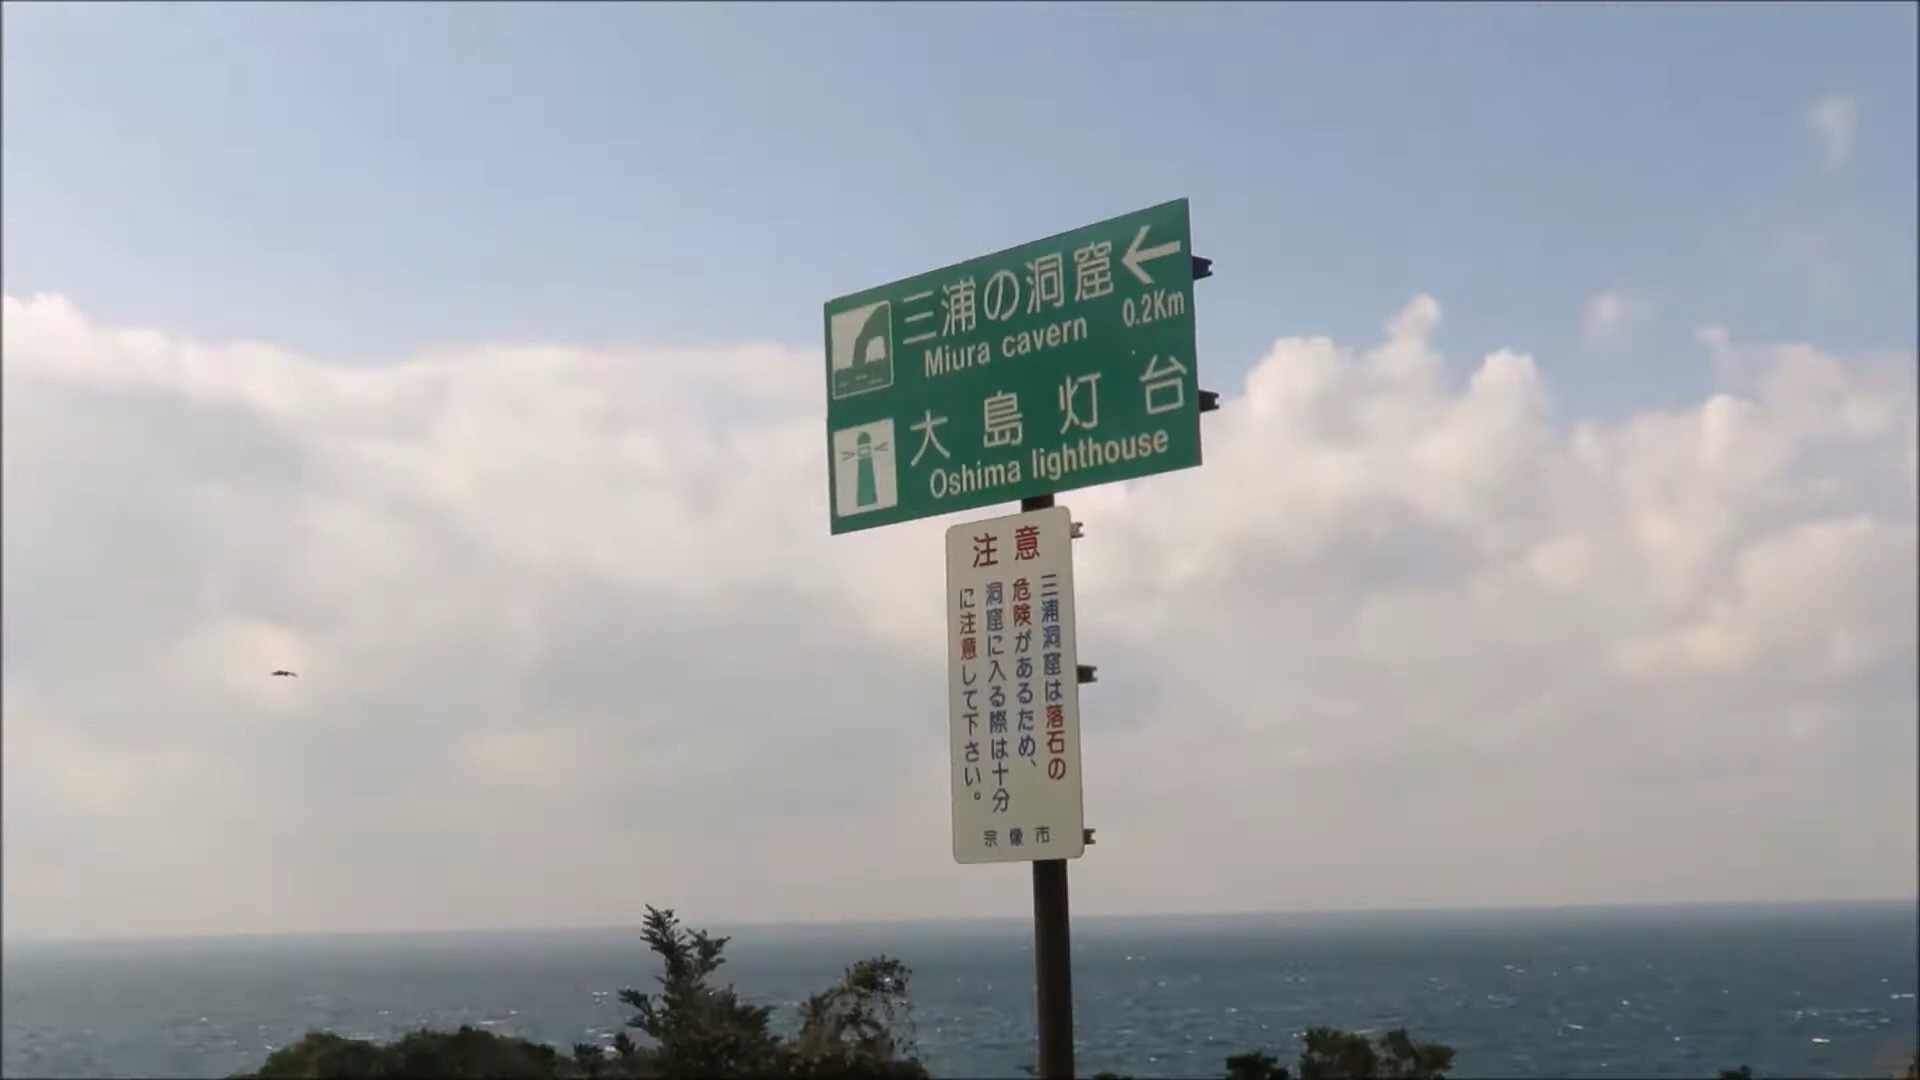 三浦の洞窟 ←
Miura cavern 0.2Km
大島灯台
Oshima lighthouse
注意
三浦洞窟は落石の
危険があるため、
洞窟に入る際は十分
に注意して下さい。
宗像市